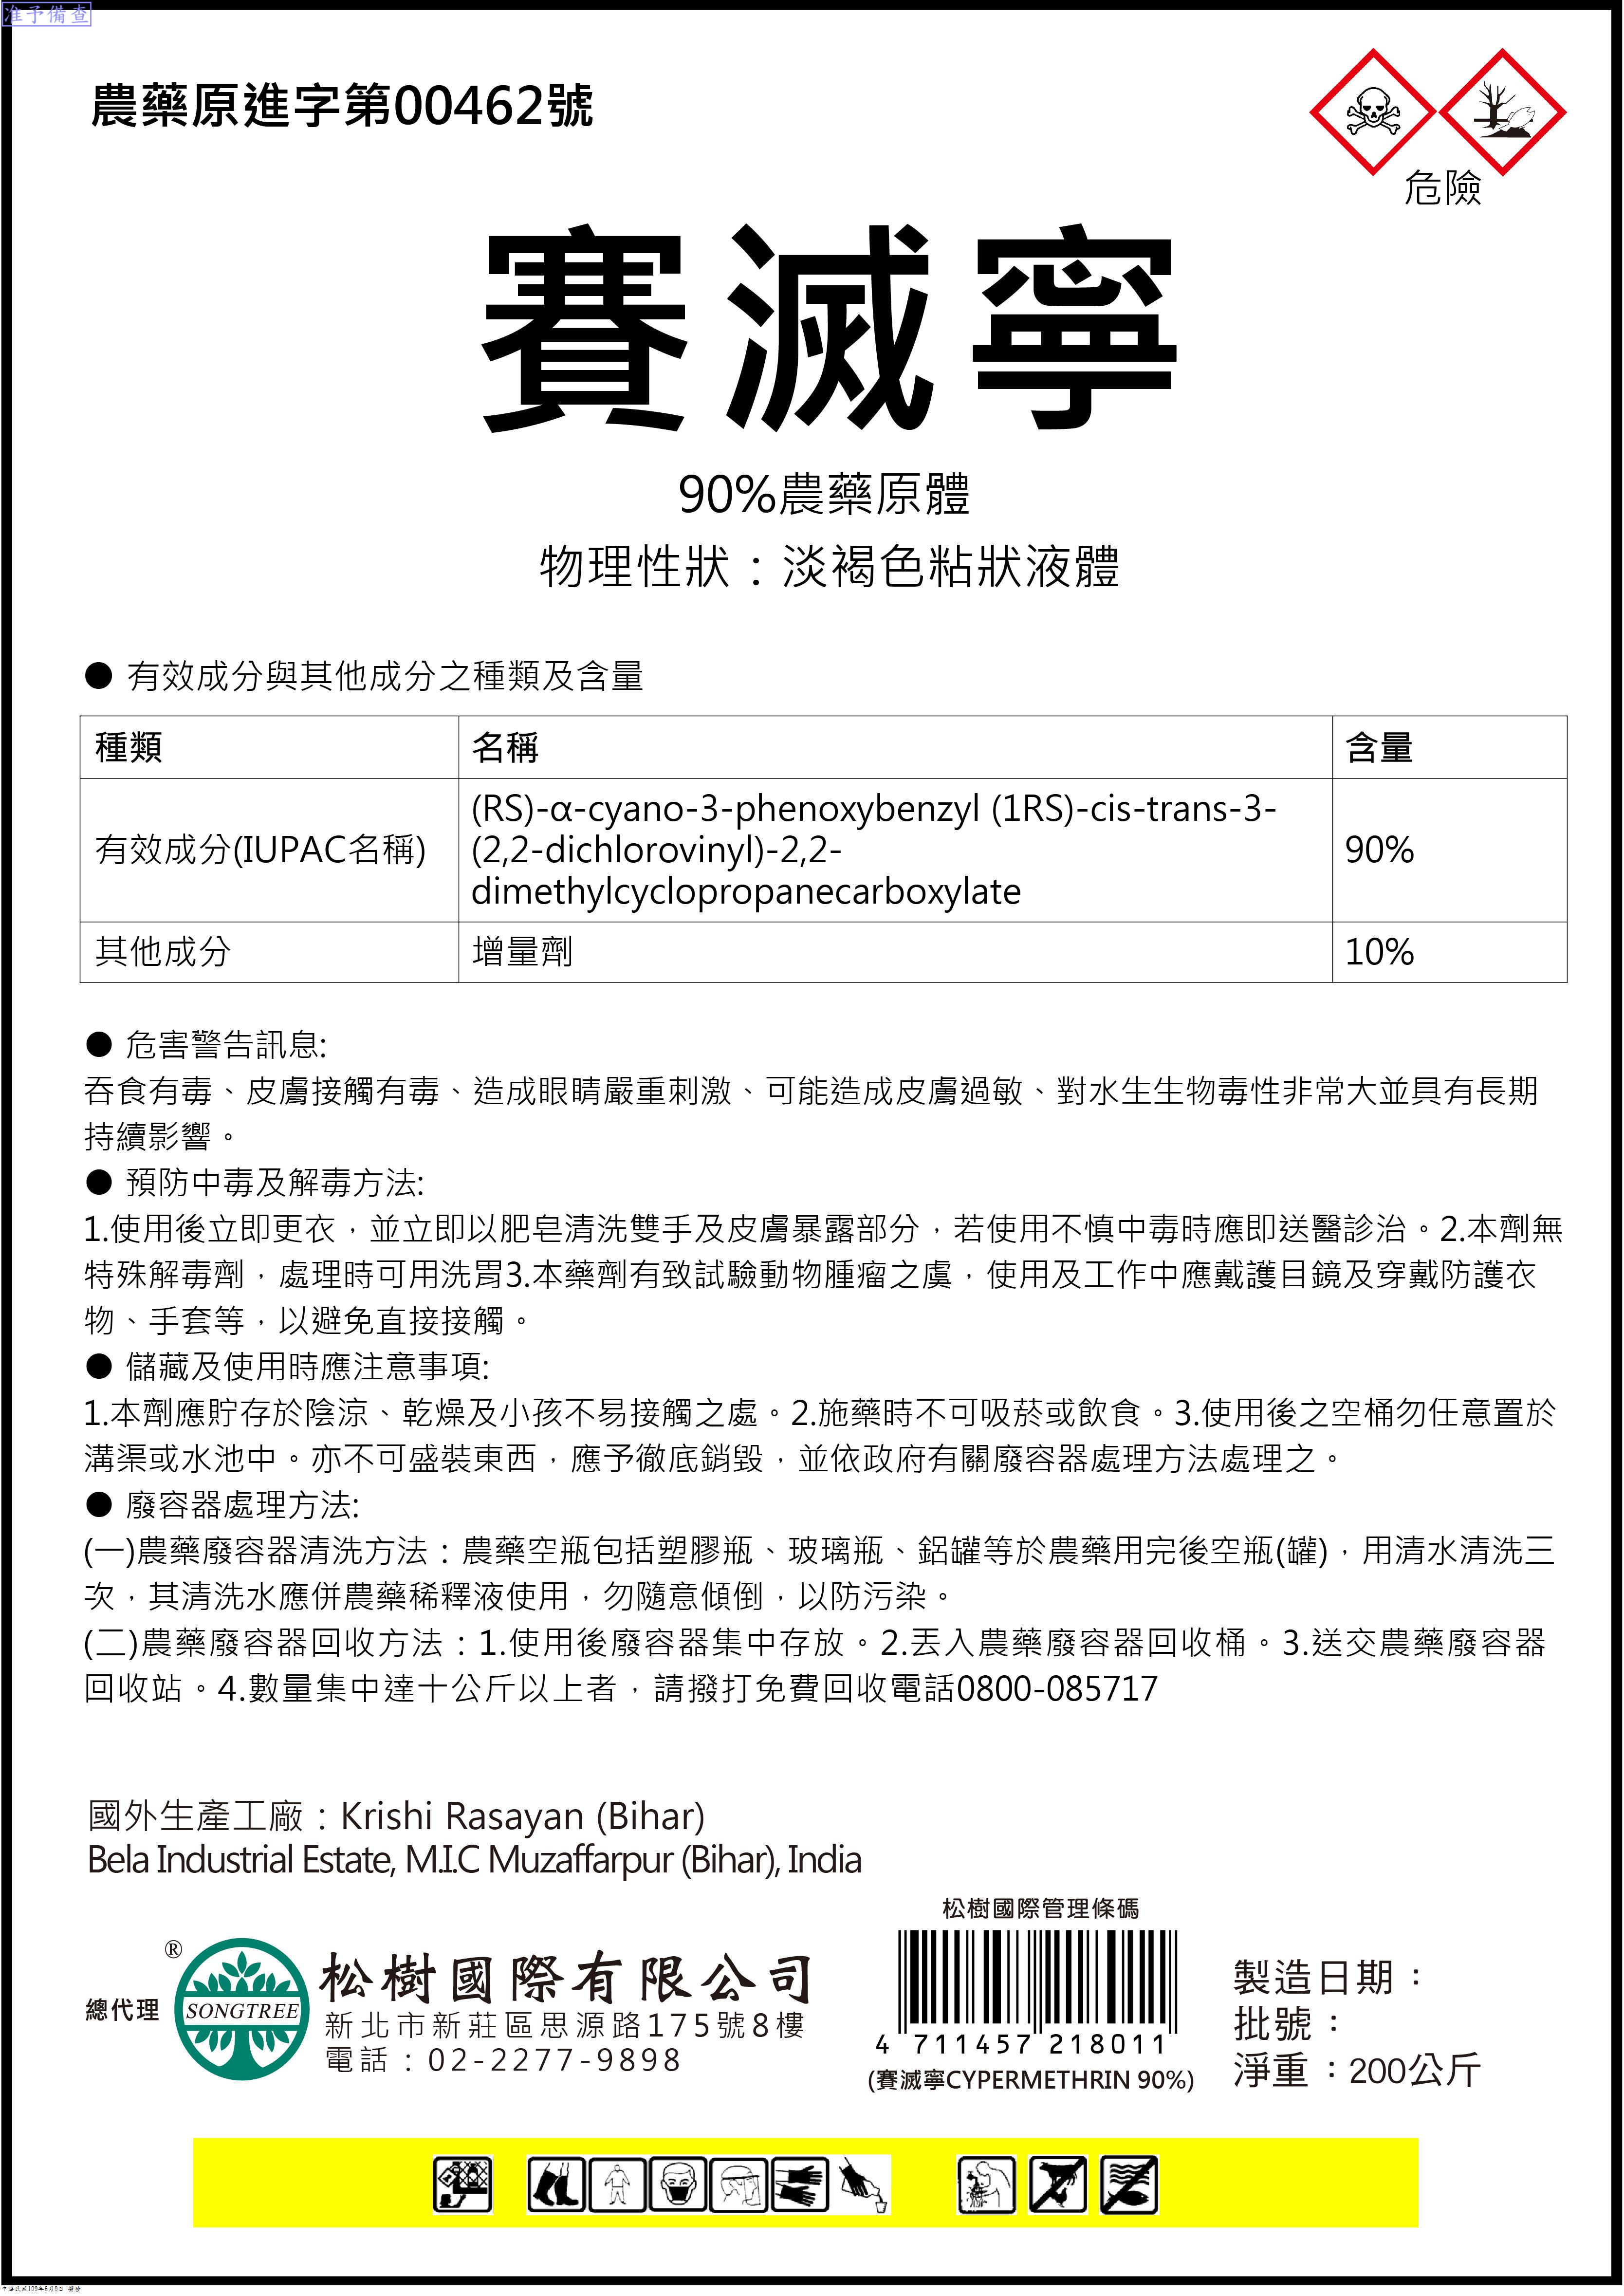 准予備查
農藥原進字第00462號
危險
賽滅寧
90%農藥原體
物理性狀：淡褐色粘狀液體
● 有效成分與其他成分之種類及含量
種類 名稱 含量
有效成分(IUPAC名稱) (RS)-α-cyano-3-phenoxybenzyl (1RS)-cis-trans-3-
(2,2-dichlorovinyl)-2,2-
dimethylcyclopropanecarboxylate 90%
其他成分 增量劑 10%
● 危害警告訊息:
吞食有毒、皮膚接觸有毒、造成眼睛嚴重刺激、可能造成皮膚過敏、對水生生物毒性非常大並具有長期
持續影響。
● 預防中毒及解毒方法:
1.使用後立即更衣，並立即以肥皂清洗雙手及皮膚暴露部分，若使用不慎中毒時應即送醫診治。2.本劑無
特殊解毒劑，處理時可用洗胃3.本藥劑有致試驗動物腫瘤之虞，使用及工作中應戴護目鏡及穿戴防護衣
物、手套等，以避免直接接觸。
● 儲藏及使用時應注意事項:
1.本劑應貯存於陰涼、乾燥及小孩不易接觸之處。2.施藥時不可吸菸或飲食。3.使用後之空桶勿任意置於
溝渠或水池中。亦不可盛裝東西，應予徹底銷毀，並依政府有關廢容器處理方法處理之。
● 廢容器處理方法:
(一)農藥廢容器清洗方法：農藥空瓶包括塑膠瓶、玻璃瓶、鋁罐等於農藥用完後空瓶(罐)，用清水清洗三
次，其清洗水應併農藥稀釋液使用，勿隨意傾倒，以防污染。
(二)農藥廢容器回收方法：1.使用後廢容器集中存放。2.丟入農藥廢容器回收桶。3.送交農藥廢容器
回收站。4.數量集中達十公斤以上者，請撥打免費回收電話0800-085717
國外生產工廠：Krishi Rasayan (Bihar)
Bela Industrial Estate, M.I.C Muzaffarpur (Bihar), India
總代理
®
SONGTREE
松樹國際有限公司
新北市新莊區思源路175號8樓
電話：02-2277-9898
松樹國際管理條碼
4 711457 218011
(賽滅寧CYPERMETHRIN 90%)
製造日期：
批號：
淨重：200公斤
中華民國109年6月9日 簽發